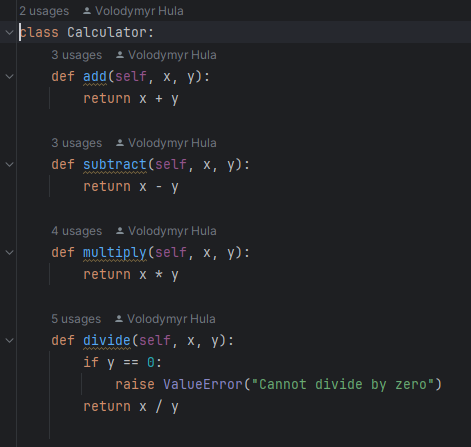 2 usages Volodymyr Hula
class Calculator:
3 usages Volodymyr Hula
def add(self, x, y):
return x + y
3 usages Volodymyr Hula
def subtract(self, x, y):
return x - y
4 usages Volodymyr Hula
def multiply(self, x, y):
return x * y
5 usages Volodymyr Hula
def divide(self, x, y):
if y == 0:
raise ValueError("Cannot divide by zero")
return x / y